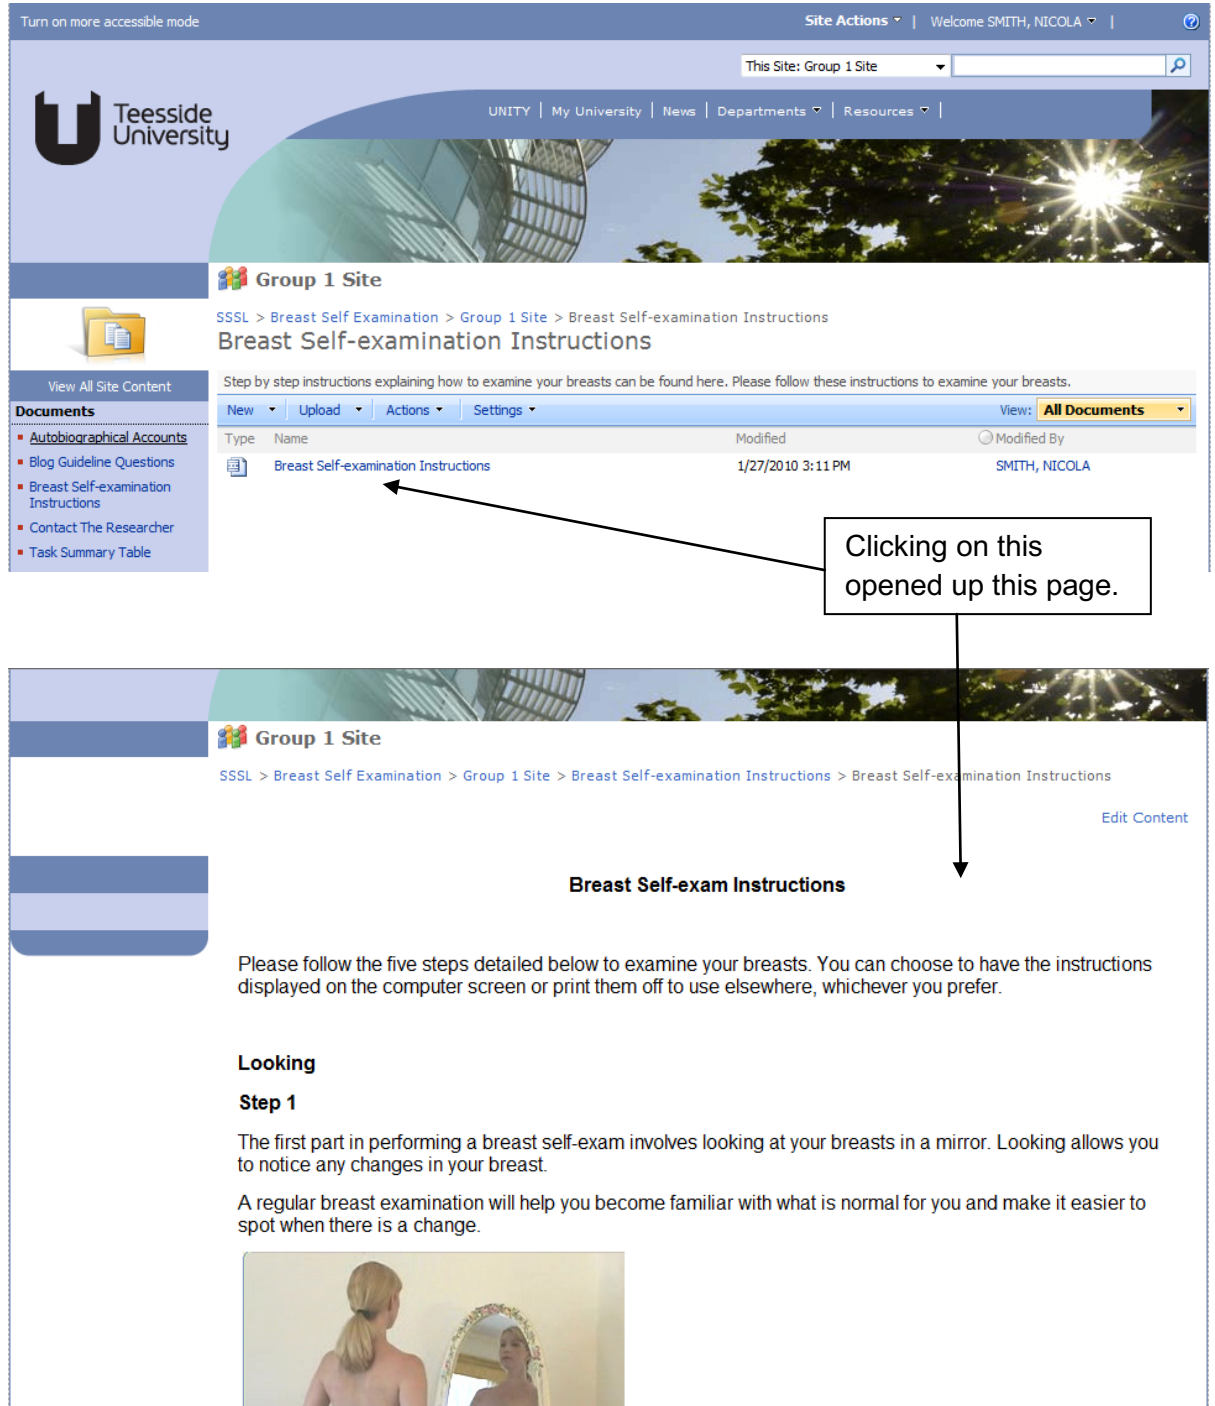 Turn on more accessible mode
Site Actions | Welcome SMITH, NICOLA |
This Site: Group 1 Site
Teesside
University
UNITY | My University | News | Departments | Resources |
Group 1 Site
SSSL > Breast Self Examination > Group 1 Site > Breast Self-examination Instructions
Breast Self-examination Instructions
View All Site Content
Step by step instructions explaining how to examine your breasts can be found here. Please follow these instructions to examine your breasts.
Documents
New Upload Actions Settings View: All Documents
Autobiographical Accounts
Type Name Modified Modified By
Blog Guideline Questions
Breast Self-examination Instructions 1/27/2010 3:11 PM SMITH, NICOLA
Breast Self-examination
Instructions
Contact The Researcher
Task Summary Table
Clicking on this
opened up this page.
Group 1 Site
SSSL > Breast Self Examination > Group 1 Site > Breast Self-examination Instructions > Breast Self-examination Instructions
Edit Content
Breast Self-exam Instructions
Please follow the five steps detailed below to examine your breasts. You can choose to have the instructions
displayed on the computer screen or print them off to use elsewhere, whichever you prefer.
Looking
Step 1
The first part in performing a breast self-exam involves looking at your breasts in a mirror. Looking allows you
to notice any changes in your breast.
A regular breast examination will help you become familiar with what is normal for you and make it easier to
spot when there is a change.